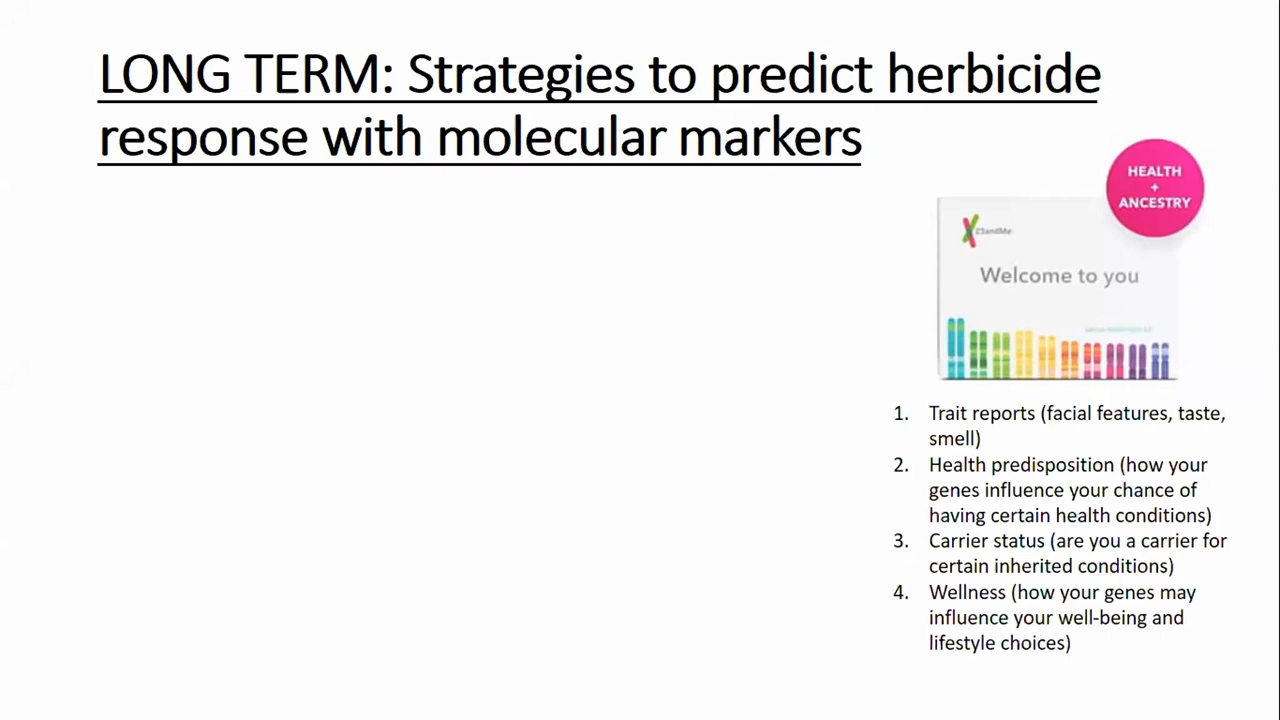 LONG TERM: Strategies to predict herbicide
response with molecular markers
HEALTH
+
ANCESTRY
23andMe
Welcome to you
1. Trait reports (facial features, taste,
smell)
2. Health predisposition (how your
genes influence your chance of
having certain health conditions)
3. Carrier status (are you a carrier for
certain inherited conditions)
4. Wellness (how your genes may
influence your well-being and
lifestyle choices)